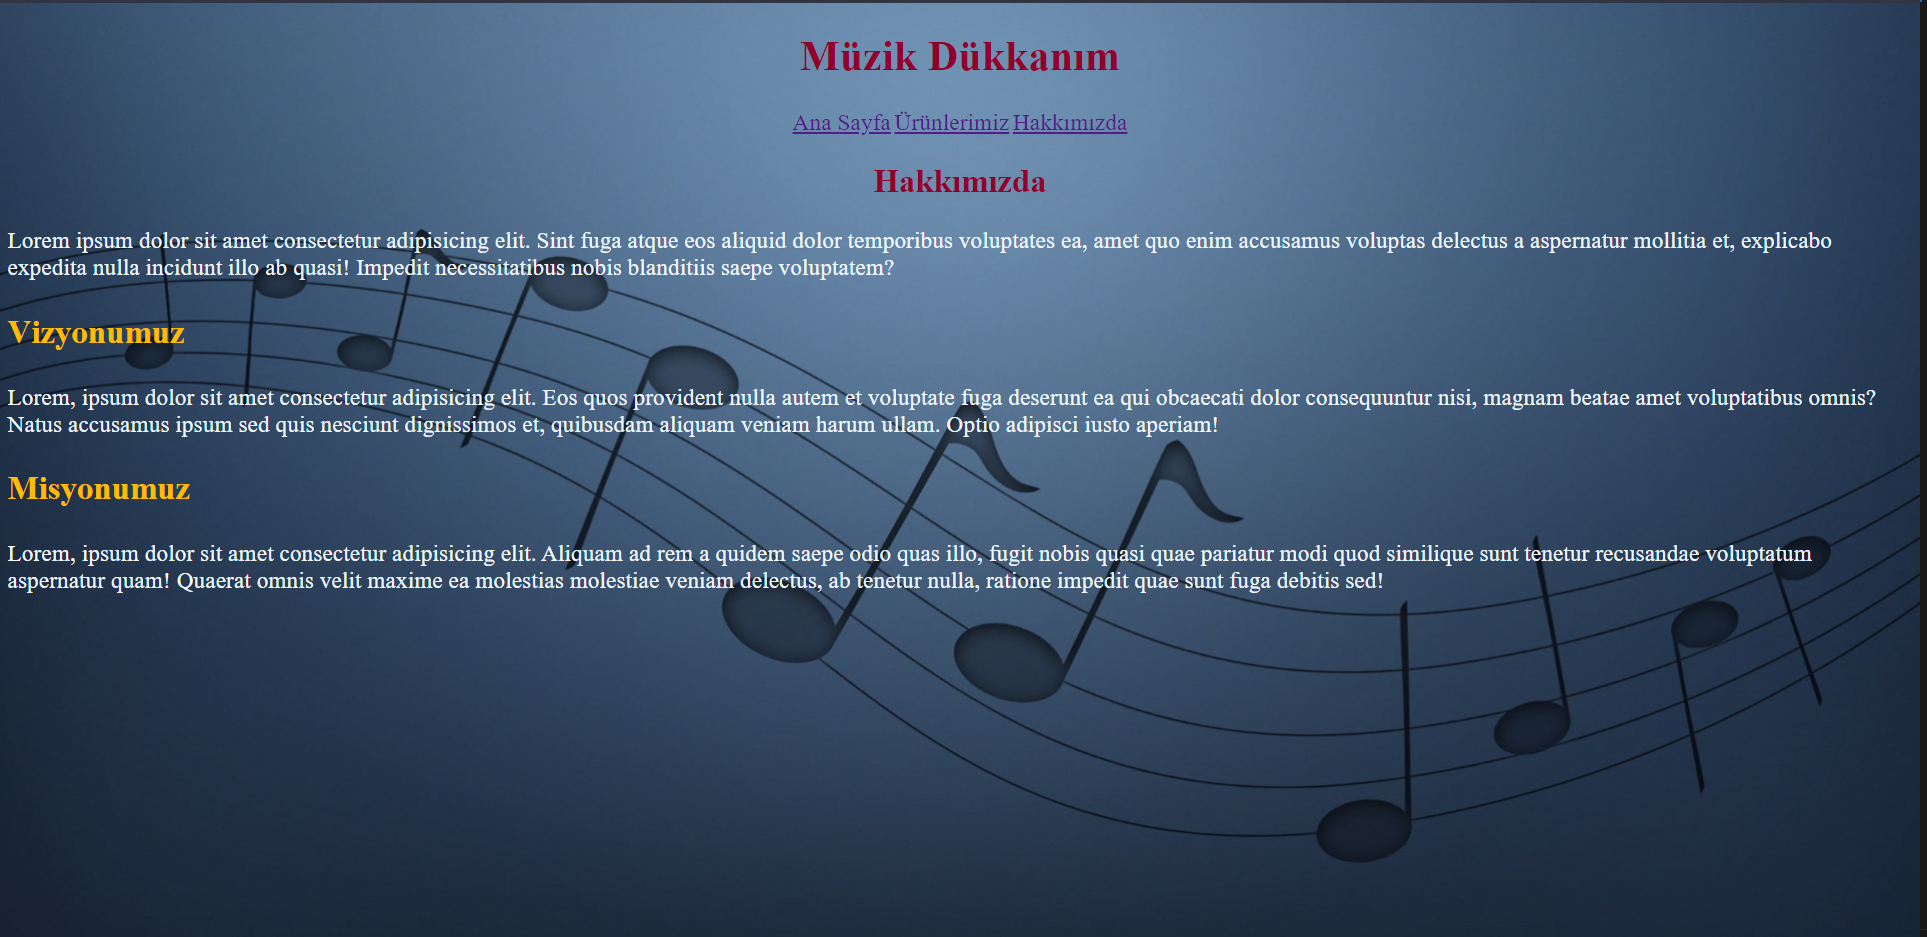 Müzik Dükkanım
Ana Sayfa Ürünlerimiz Hakkımızda
Hakkımızda
Lorem ipsum dolor sit amet consectetur adipisicing elit. Sint fuga atque eos aliquid dolor temporibus voluptates ea, amet quo enim accusamus voluptas delectus a aspernatur mollitia et, explicabo
expedita nulla incidunt illo ab quasi! Impedit necessitatibus nobis blanditiis saepe voluptatem?
Vizyonumuz
Lorem, ipsum dolor sit amet consectetur adipisicing elit. Eos quos provident nulla autem et voluptate fuga deserunt ea qui obcaecati dolor consequuntur nisi, magnam beatae amet voluptatibus omnis?
Natus accusamus ipsum sed quis nesciunt dignissimos et, quibusdam aliquam veniam harum ullam. Optio adipisci iusto aperiam!
Misyonumuz
Lorem, ipsum dolor sit amet consectetur adipisicing elit. Aliquam ad rem a quidem saepe odio quas illo, fugit nobis quasi quae pariatur modi quod similique sunt tenetur recusandae voluptatum
aspernatur quam! Quaerat omnis velit maxime ea molestias molestiae veniam delectus, ab tenetur nulla, ratione impedit quae sunt fuga debitis sed!